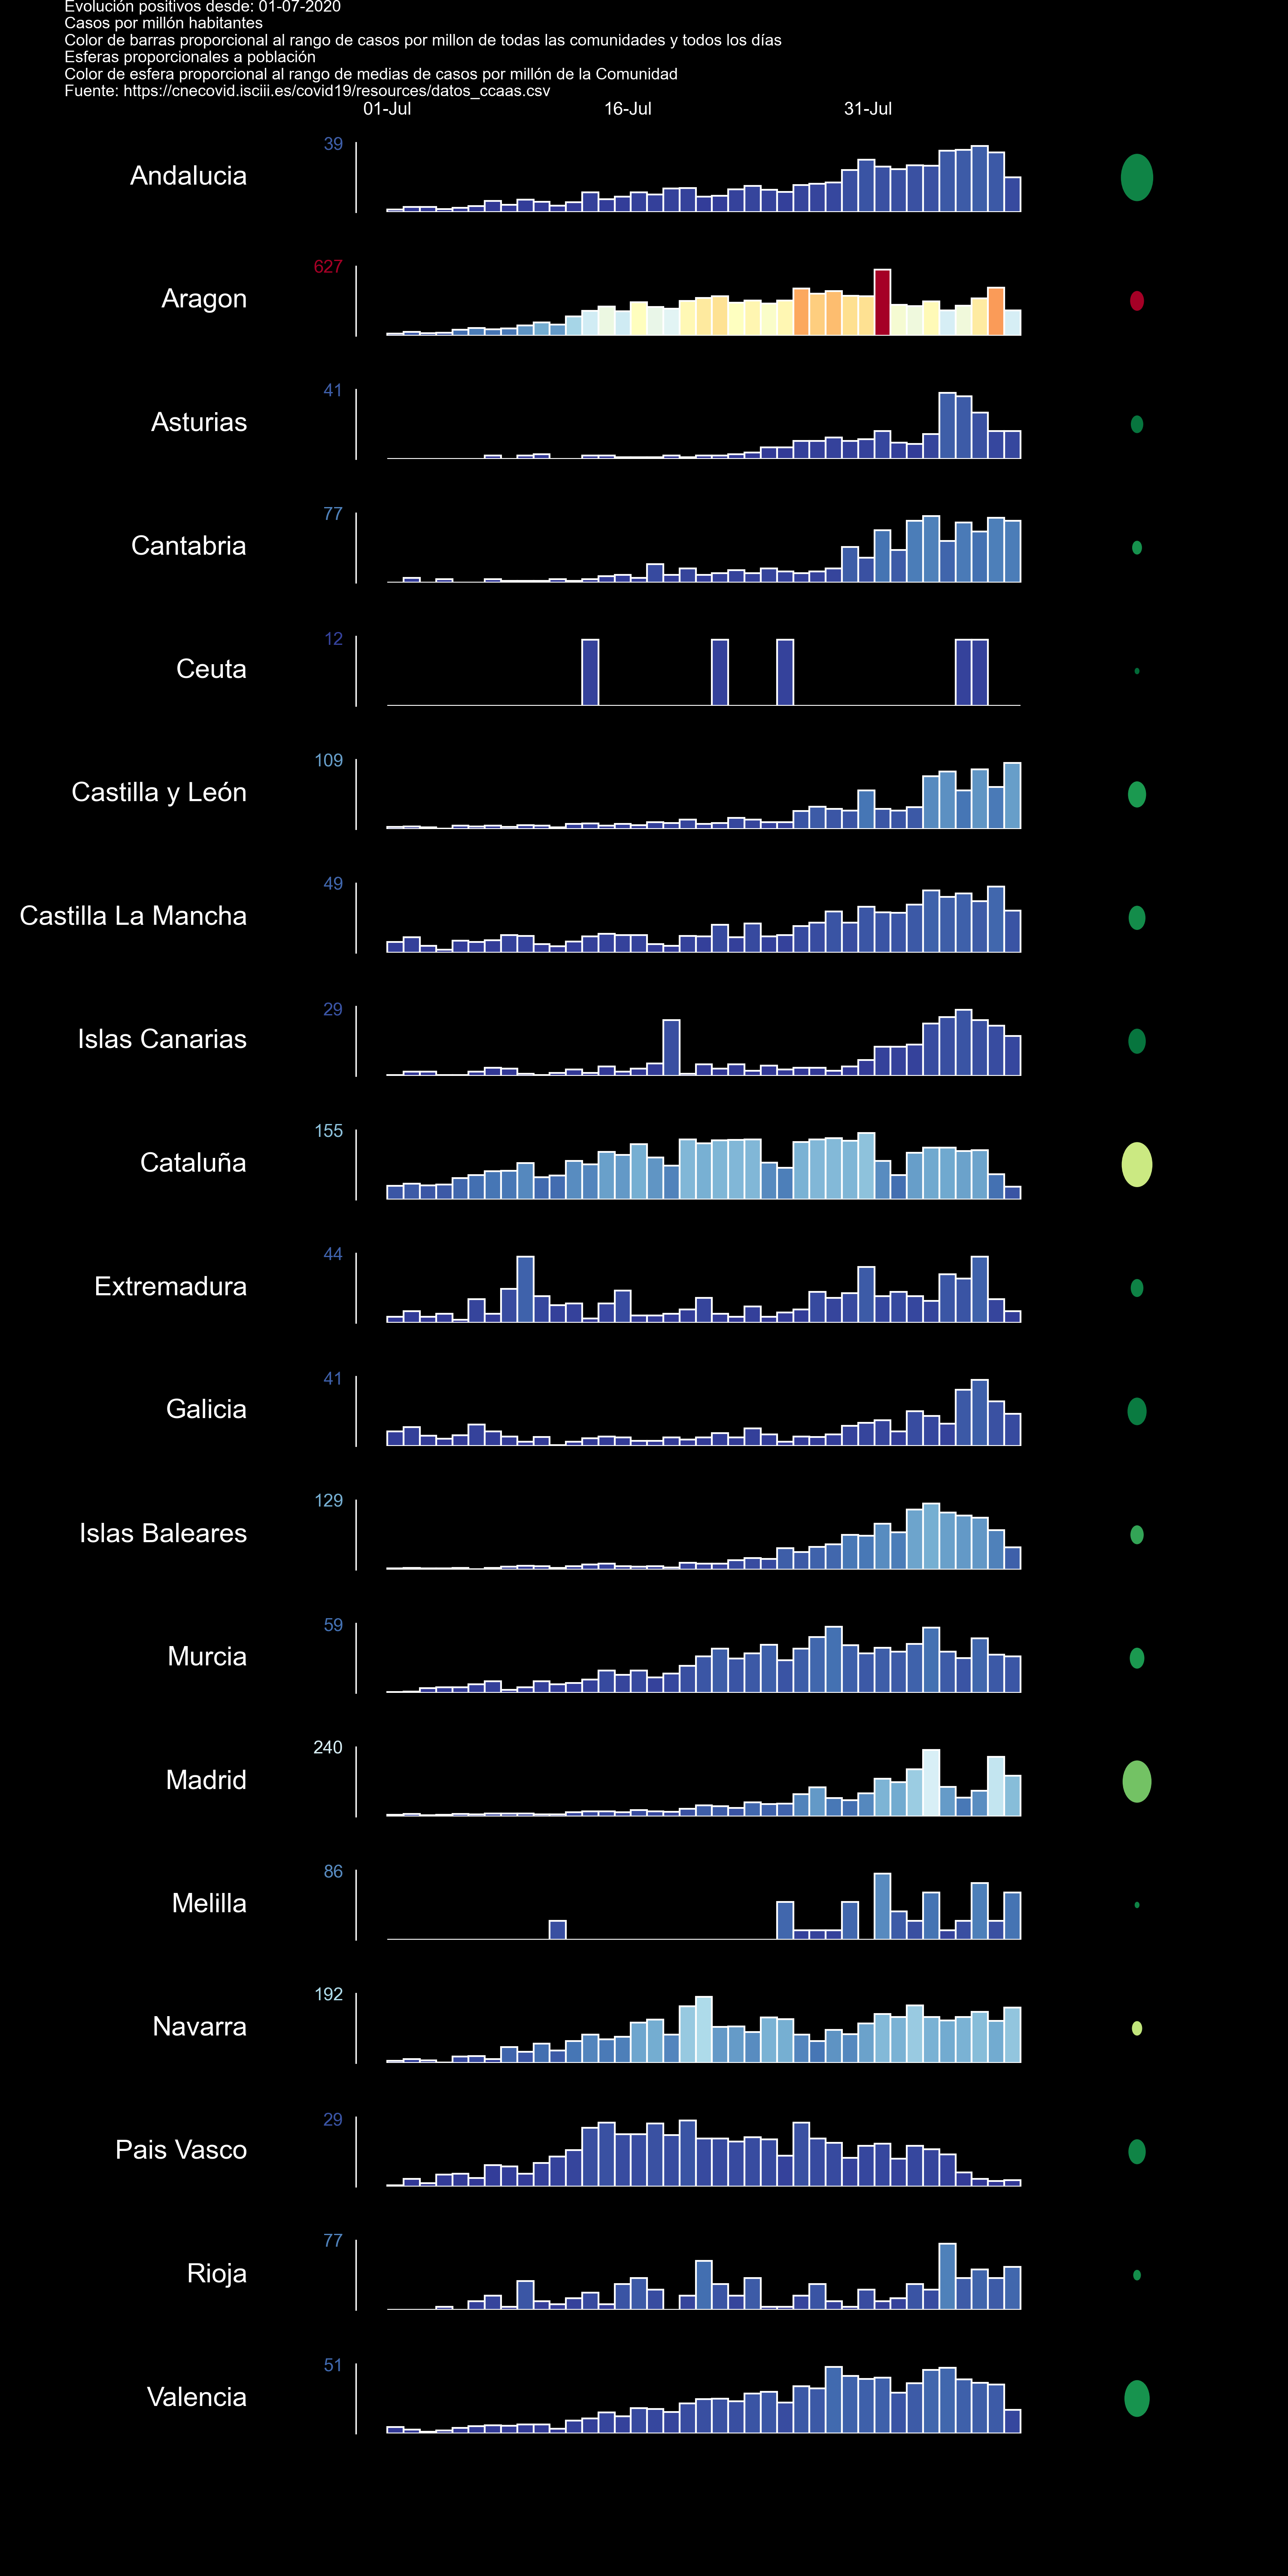 Evolución positivos desde: 01-07-2020
Casos por millón habitantes
Color de barras proporcional al rango de casos por millon de todas las comunidades y todos los días
Esferas proporcionales a población
Color de esfera proporcional al rango de medias de casos por millón de la Comunidad
Fuente: https://cnecovid.isciii.es/covid19/resources/datos_ccaas.csv
01-Jul 16-Jul 31-Jul
39
Andalucia
627
Aragon
41
Asturias
77
Cantabria
12
Ceuta
109
Castilla y León
49
Castilla La Mancha
29
Islas Canarias
155
Cataluña
44
Extremadura
41
Galicia
129
Islas Baleares
59
Murcia
240
Madrid
86
Melilla
192
Navarra
29
Pais Vasco
77
Rioja
51
Valencia